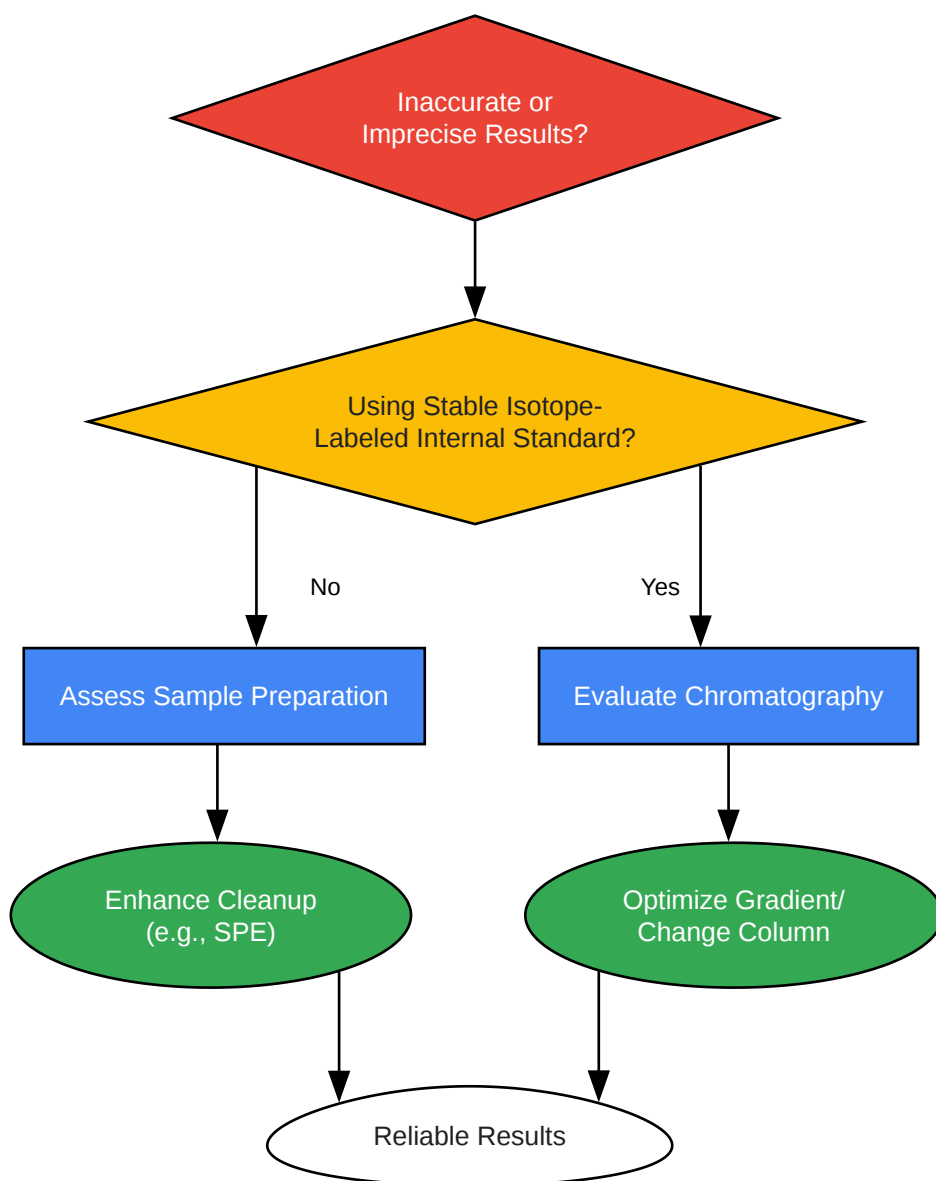 Inaccurate or
Imprecise Results?
Using Stable Isotope-
Labeled Internal Standard?
No
Yes
Assess Sample Preparation
Evaluate Chromatography
Enhance Cleanup
(e.g., SPE)
Optimize Gradient/
Change Column
Reliable Results